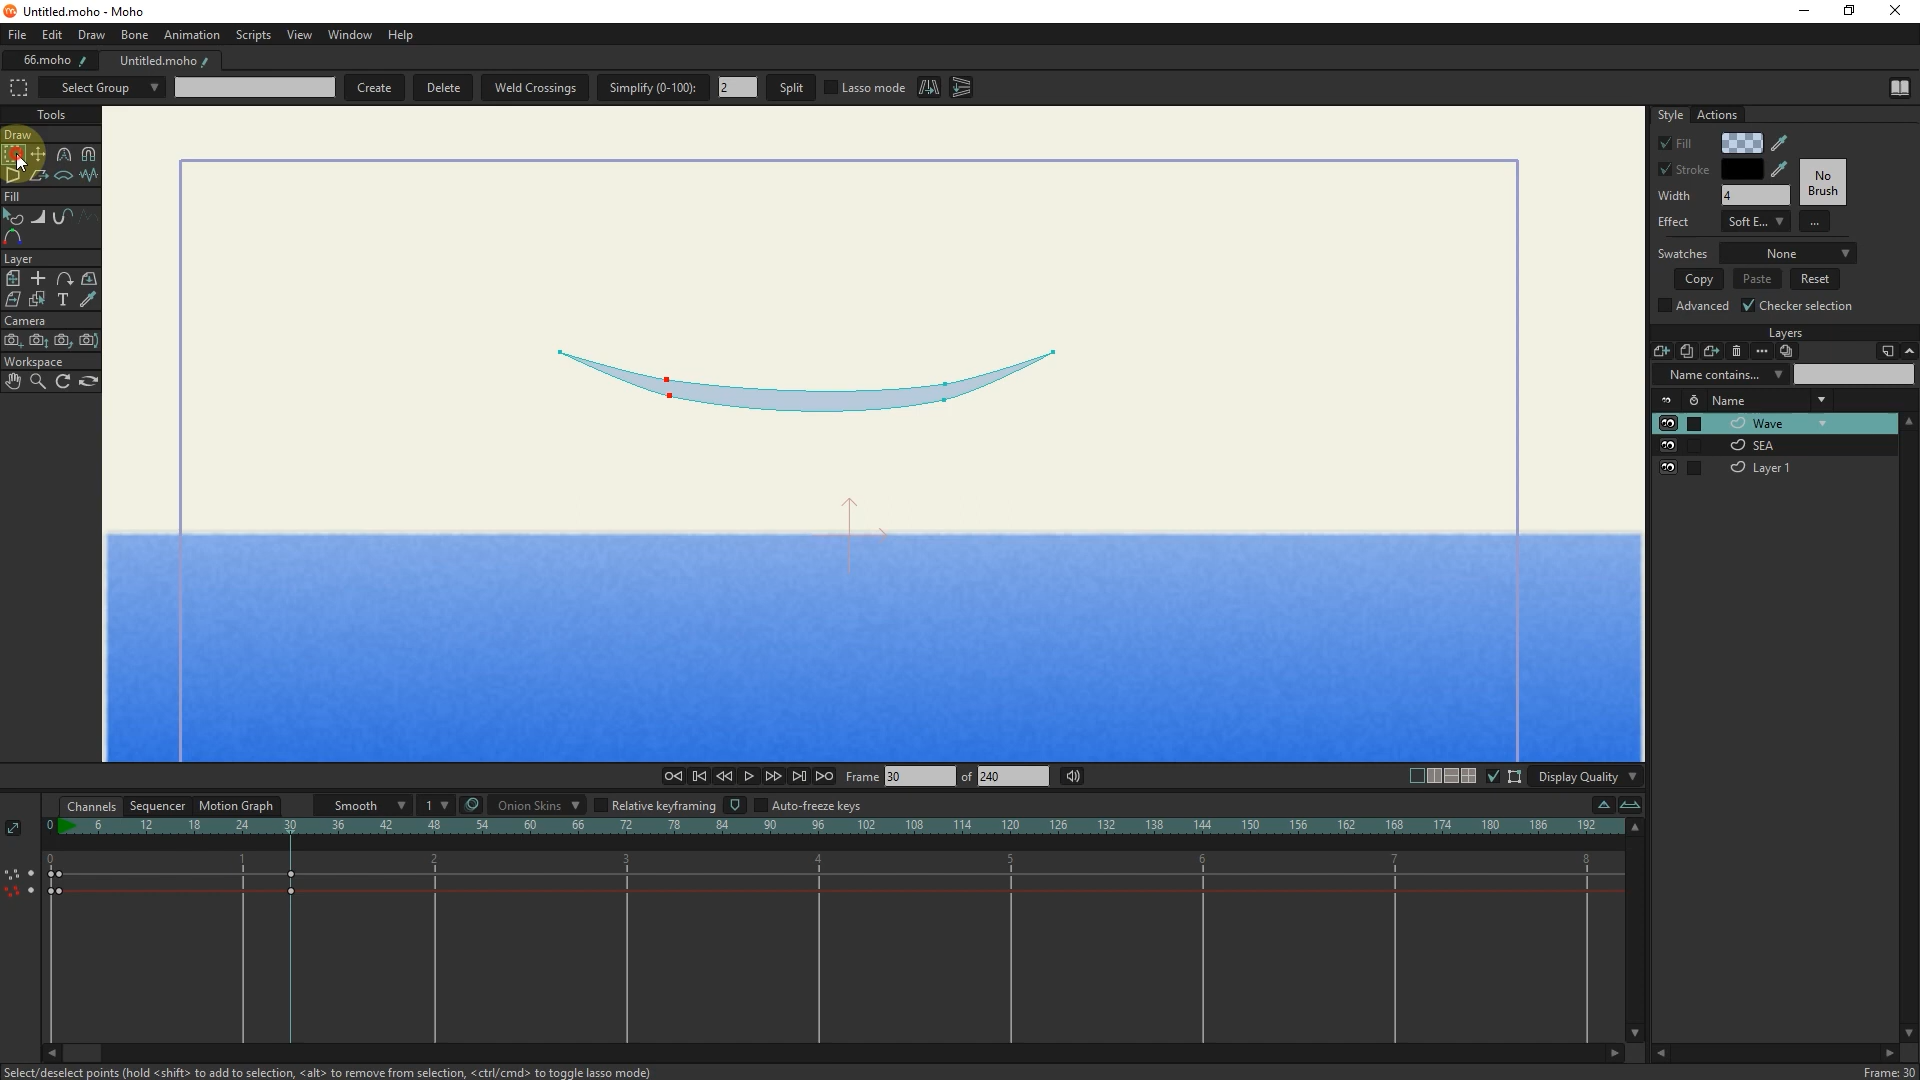 Untitled.moho - Moho
File Edit Draw Bone Animation Scripts View Window Help
66.moho Untitled.moho
Select Group Create Delete Weld Crossings Simplify (0-100): 2 Split Lasso mode
Tools
Draw
Fill
Layer
T
Camera
Workspace
Style Actions
Fill
Stroke
No Brush
Width 4
Effect Soft E... ...
Swatches None
Copy Paste Reset
Advanced Checker selection
Layers
Name contains...
Name
Wave
SEA
Layer 1
Frame 30 of 240
Display Quality
Channels Sequencer Motion Graph Smooth 1 Onion Skins Relative keyframing Auto-freeze keys
0 6 12 18 24 30 36 42 48 54 60 66 72 78 84 90 96 102 108 114 120 126 132 138 144 150 156 162 168 174 180 186 192
0 1 2 3 4 5 6 7 8
Select/deselect points (hold <shift> to add to selection, <alt> to remove from selection, <ctrl/cmd> to toggle lasso mode)
Frame: 30